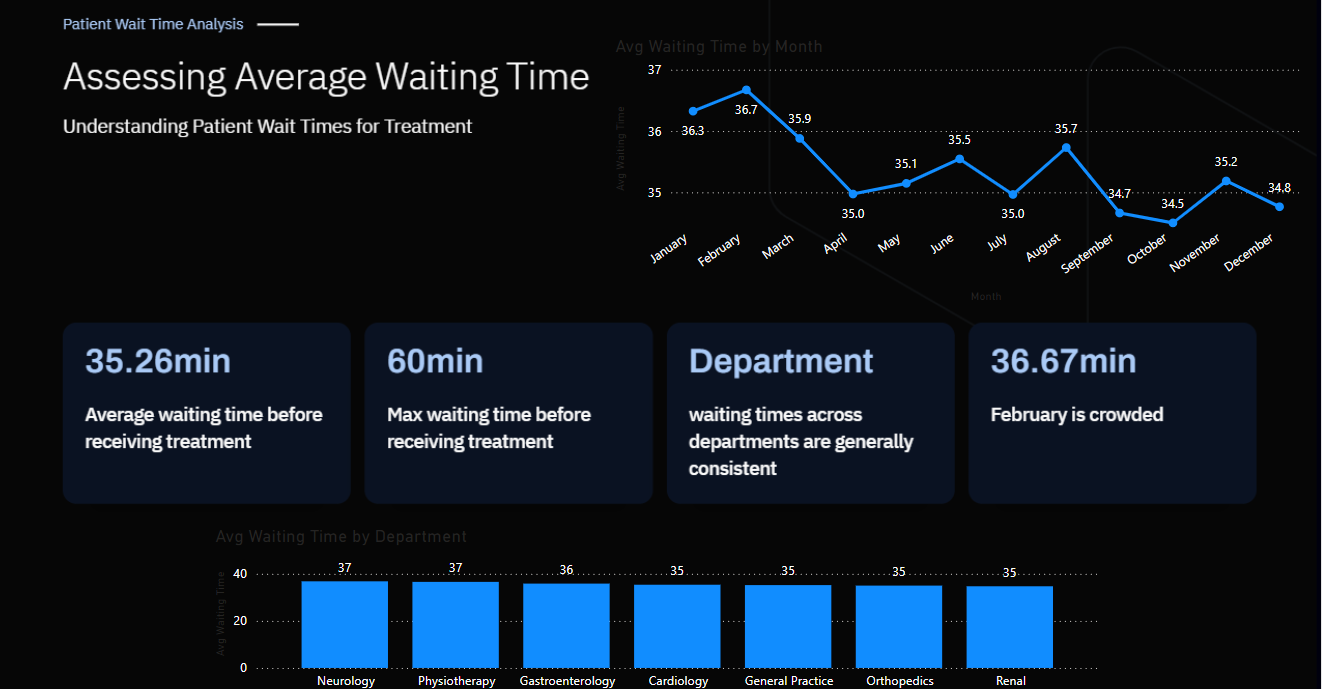 Patient Wait Time Analysis
Assessing Average Waiting Time
Understanding Patient Wait Times for Treatment
Avg Waiting Time by Month
Avg Waiting Time
37
36
35
36.3
36.7
35.9
35.0
35.1
35.5
35.0
35.7
34.7
34.5
35.2
34.8
January
February
March
April
May
June
July
August
September
October
November
December
Month
35.26min
Average waiting time before
receiving treatment
60min
Max waiting time before
receiving treatment
Department
waiting times across
departments are generally
consistent
36.67min
February is crowded
Avg Waiting Time by Department
Avg Waiting Time
40
20
0
37
37
36
35
35
35
35
Neurology
Physiotherapy
Gastroenterology
Cardiology
General Practice
Orthopedics
Renal